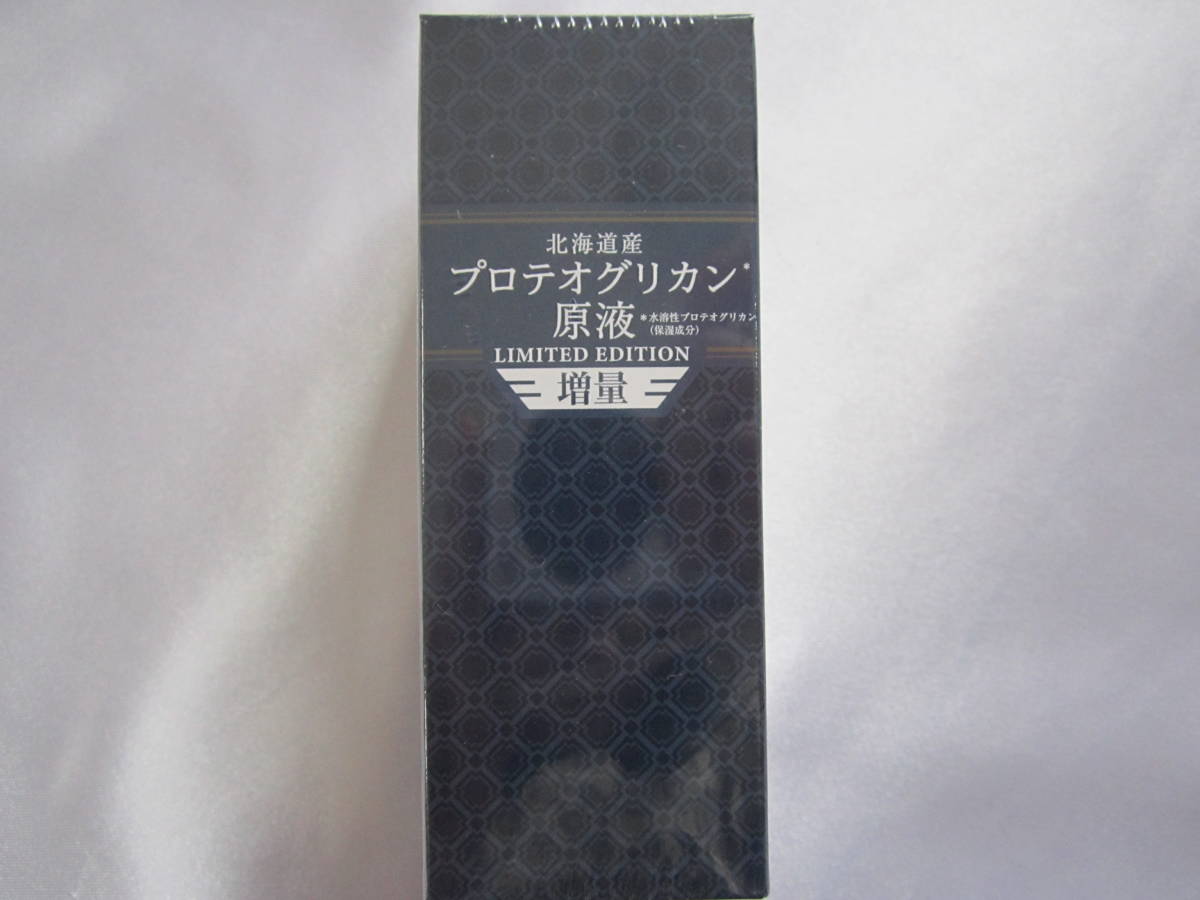 北海道産
プロテオグリカン*
原液
*水溶性プロテオグリカン
(保湿成分)
LIMITED EDITION
増量